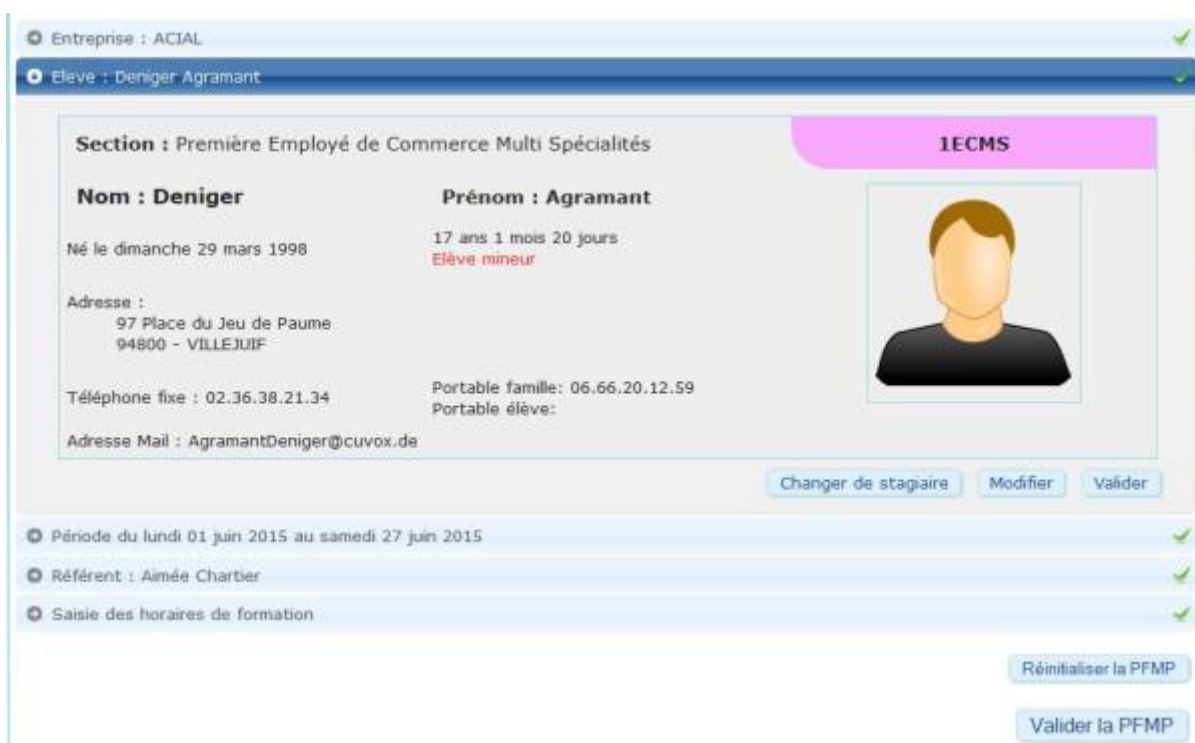 Entreprise : ACIAL
Eleve : Deniger Agramant
Section : Première Employé de Commerce Multi Spécialités
1ECMS
Nom : Deniger
Prénom : Agramant
Né le dimanche 29 mars 1998
17 ans 1 mois 20 jours
Elève mineur
Adresse :
97 Place du Jeu de Paume
94800 - VILLEJUIF
Téléphone fixe : 02.36.38.21.34
Portable famille: 06.66.20.12.59
Portable élève:
Adresse Mail : AgramantDeniger@cuvox.de
Changer de stagiaire
Modifier
Valider
Période du lundi 01 juin 2015 au samedi 27 juin 2015
Référent : Aimée Chartier
Saisie des horaires de formation
Réinitialiser la PFMP
Valider la PFMP